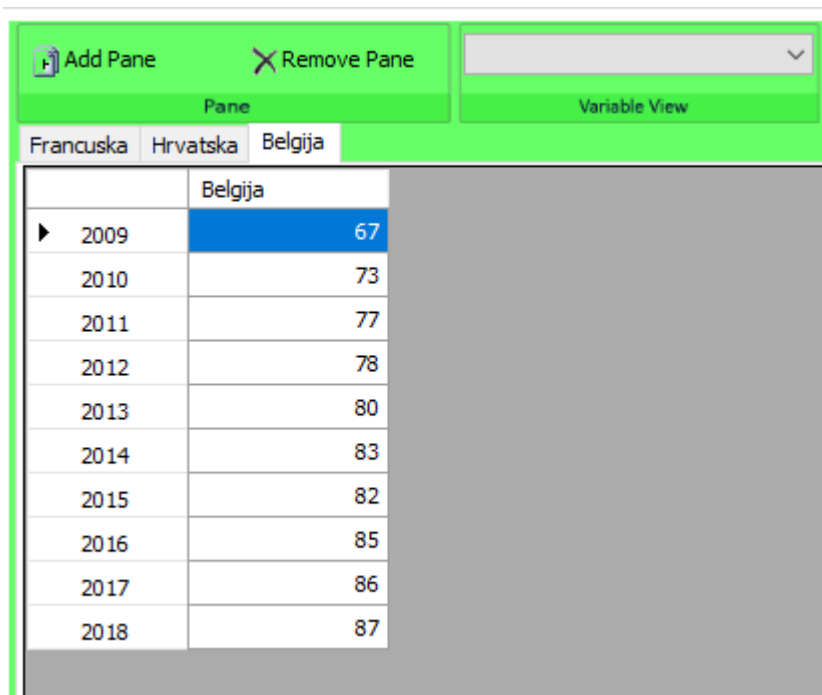 Add Pane Remove Pane
Pane Variable View
Francuska Hrvatska Belgija
Belgija
2009 67
2010 73
2011 77
2012 78
2013 80
2014 83
2015 82
2016 85
2017 86
2018 87